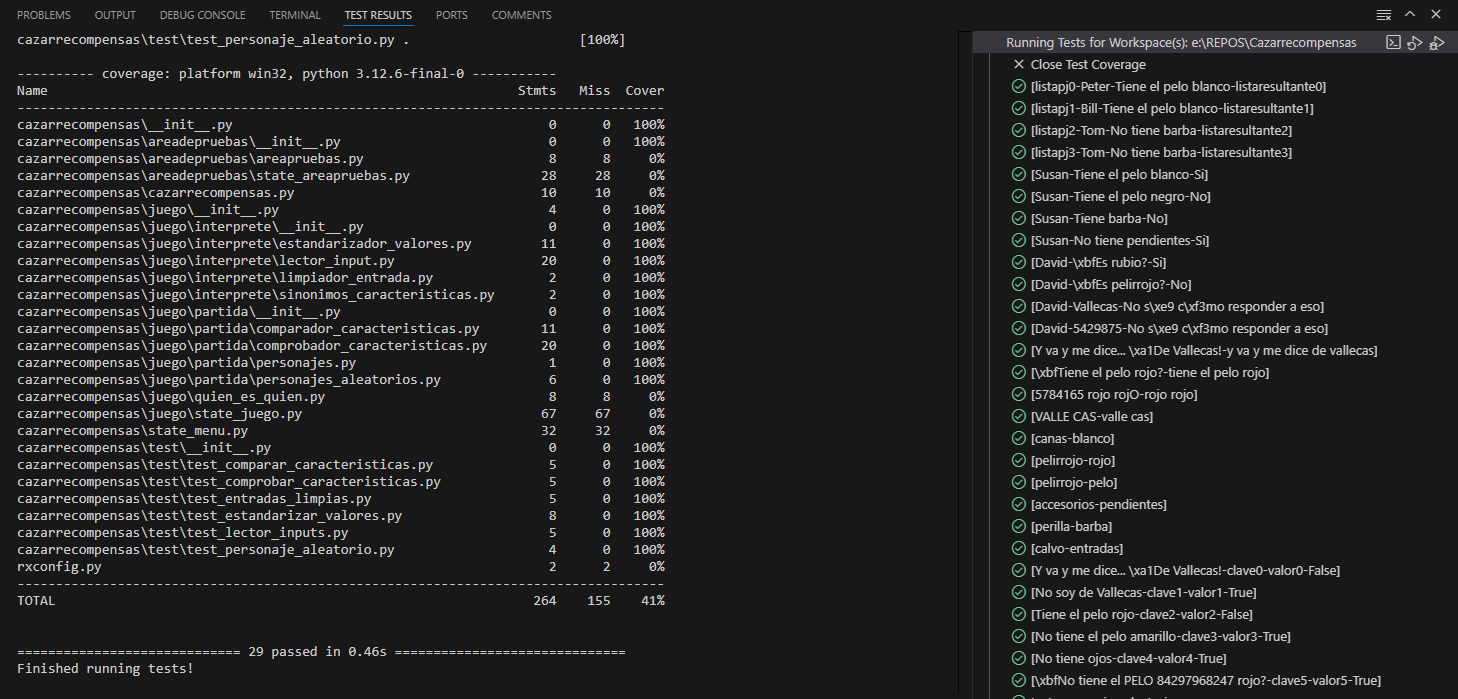 PROBLEMS OUTPUT DEBUG CONSOLE TERMINAL TEST RESULTS PORTS COMMENTS
cazarrecompensas\test\test_personaje_aleatorio.py . [100%]
---------- coverage: platform win32, python 3.12.6-final-0 -----------
Name Stmts Miss Cover
-------------------------------------------------------------------------------------
cazarrecompensas\__init__.py 0 0 100%
cazarrecompensas\areadepruebas\__init__.py 0 0 100%
cazarrecompensas\areadepruebas\areapruebas.py 8 8 0%
cazarrecompensas\areadepruebas\state_areapruebas.py 28 28 0%
cazarrecompensas\cazarrecompensas.py 10 10 0%
cazarrecompensas\juego\__init__.py 4 0 100%
cazarrecompensas\juego\interprete\__init__.py 0 0 100%
cazarrecompensas\juego\interprete\estandarizador_valores.py 11 0 100%
cazarrecompensas\juego\interprete\lector_input.py 20 0 100%
cazarrecompensas\juego\interprete\limpiador_entrada.py 2 0 100%
cazarrecompensas\juego\interprete\sinonimos_caracteristicas.py 2 0 100%
cazarrecompensas\juego\partida\__init__.py 0 0 100%
cazarrecompensas\juego\partida\comparador_caracteristicas.py 11 0 100%
cazarrecompensas\juego\partida\comprobador_caracteristicas.py 20 0 100%
cazarrecompensas\juego\partida\personajes.py 1 0 100%
cazarrecompensas\juego\partida\personajes_aleatorios.py 6 0 100%
cazarrecompensas\juego\quien_es_quien.py 8 8 0%
cazarrecompensas\juego\state_juego.py 67 67 0%
cazarrecompensas\state_menu.py 32 32 0%
cazarrecompensas\test\__init__.py 0 0 100%
cazarrecompensas\test\test_comparar_caracteristicas.py 5 0 100%
cazarrecompensas\test\test_comprobar_caracteristicas.py 5 0 100%
cazarrecompensas\test\test_entradas_limpias.py 5 0 100%
cazarrecompensas\test\test_estandarizar_valores.py 8 0 100%
cazarrecompensas\test\test_lector_inputs.py 5 0 100%
cazarrecompensas\test\test_personaje_aleatorio.py 4 0 100%
rxconfig.py 2 2 0%
-------------------------------------------------------------------------------------
TOTAL 264 155 41%
============================= 29 passed in 0.46s ==============================
Finished running tests!
Running Tests for Workspace(s): e:\REPOS\Cazarrecompensas
Close Test Coverage
[listapj0-Peter-Tiene el pelo blanco-listaresultante0]
[listapj1-Bill-Tiene el pelo blanco-listaresultante1]
[listapj2-Tom-No tiene barba-listaresultante2]
[listapj3-Tom-No tiene barba-listaresultante3]
[Susan-Tiene el pelo blanco-Si]
[Susan-Tiene el pelo negro-No]
[Susan-Tiene barba-No]
[Susan-No tiene pendientes-Si]
[David-\xbfEs rubio?-Si]
[David-\xbfEs pelirrojo?-No]
[David-Vallecas-No s\xe9 c\xf3mo responder a eso]
[David-5429875-No s\xe9 c\xf3mo responder a eso]
[Y va y me dice... \xa1De Vallecas!-y va y me dice de vallecas]
[\xbfTiene el pelo rojo?-tiene el pelo rojo]
[5784165 rojo rojO-rojo rojo]
[VALLE CAS-valle cas]
[canas-blanco]
[pelirrojo-rojo]
[pelirrojo-pelo]
[accesorios-pendientes]
[perilla-barba]
[calvo-entradas]
[Y va y me dice... \xa1De Vallecas!-clave0-valor0-False]
[No soy de Vallecas-clave1-valor1-True]
[Tiene el pelo rojo-clave2-valor2-False]
[No tiene el pelo amarillo-clave3-valor3-True]
[No tiene ojos-clave4-valor4-True]
[\xbfNo tiene el PELO 84297968247 rojo?-clave5-valor5-True]